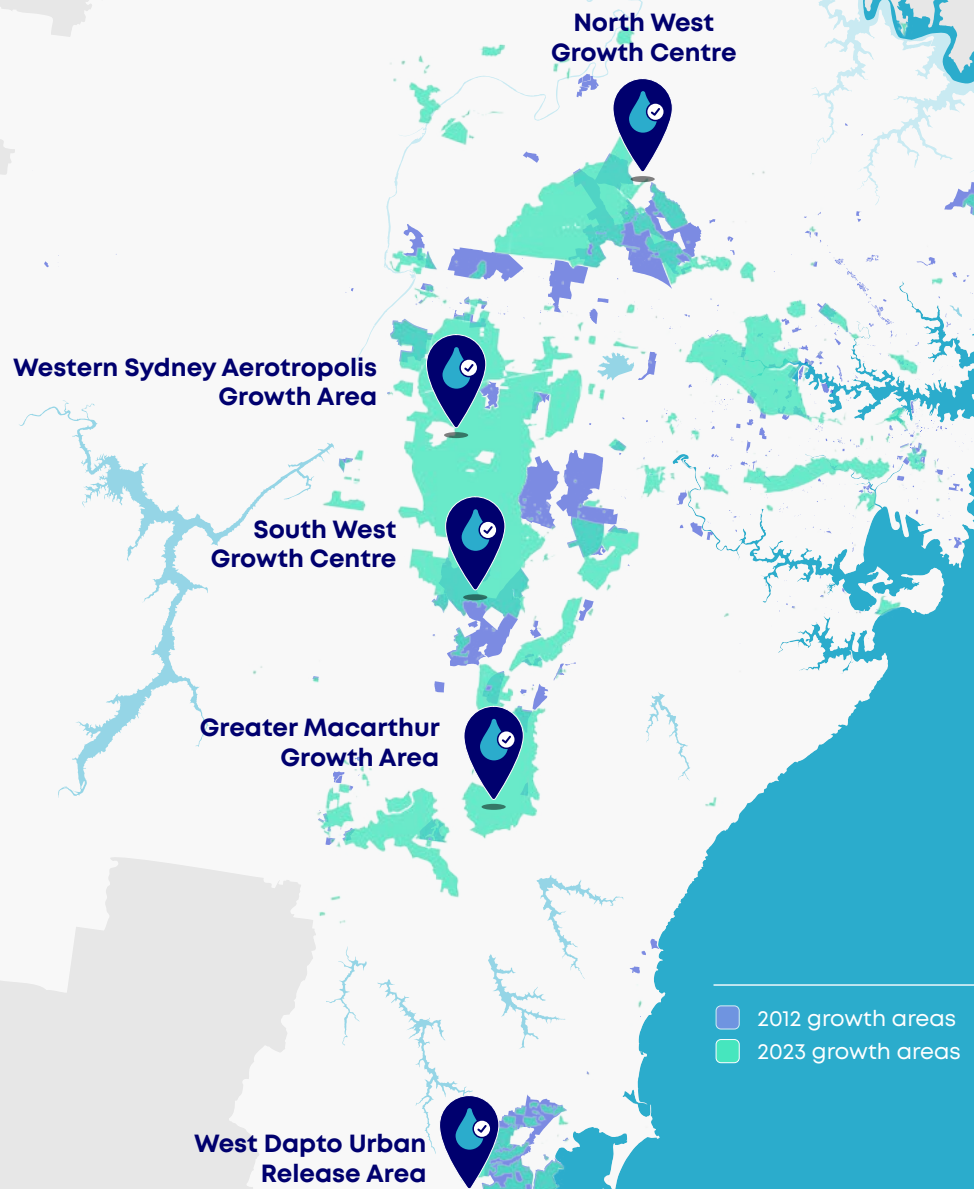 North West
Growth Centre
Western Sydney Aerotropolis
Growth Area
South West
Growth Centre
Greater Macarthur
Growth Area
2012 growth areas
2023 growth areas
West Dapto Urban
Release Area